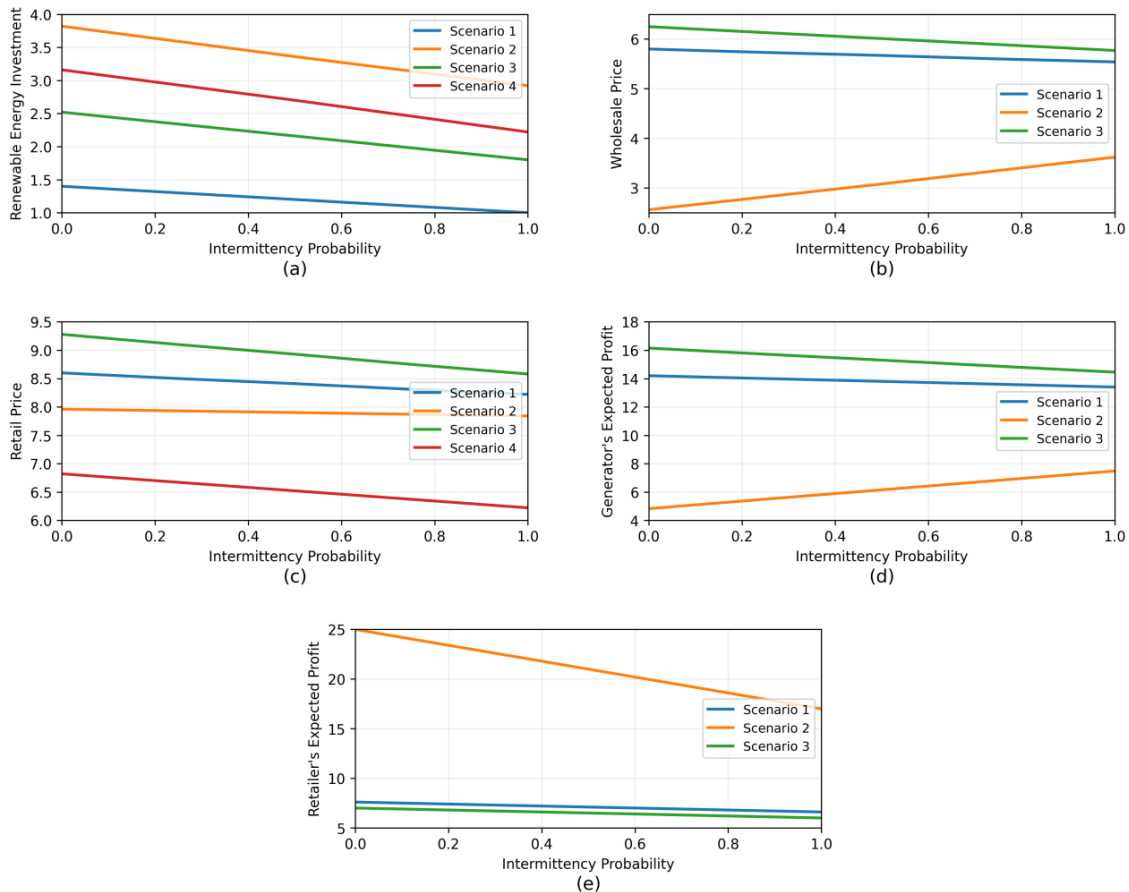 Renewable Energy Investment
4.0
3.5
3.0
2.5
2.0
1.5
1.0
Scenario 1
Scenario 2
Scenario 3
Scenario 4
0.0 0.2 0.4 0.6 0.8 1.0
Intermittency Probability
(a)
Wholesale Price
6
5
4
3
Scenario 1
Scenario 2
Scenario 3
0.0 0.2 0.4 0.6 0.8 1.0
Intermittency Probability
(b)
Retail Price
9.5
9.0
8.5
8.0
7.5
7.0
6.5
6.0
Scenario 1
Scenario 2
Scenario 3
Scenario 4
0.0 0.2 0.4 0.6 0.8 1.0
Intermittency Probability
(c)
Generator's Expected Profit
18
16
14
12
10
8
6
4
Scenario 1
Scenario 2
Scenario 3
0.0 0.2 0.4 0.6 0.8 1.0
Intermittency Probability
(d)
Retailer's Expected Profit
25
20
15
10
5
Scenario 1
Scenario 2
Scenario 3
0.0 0.2 0.4 0.6 0.8 1.0
Intermittency Probability
(e)